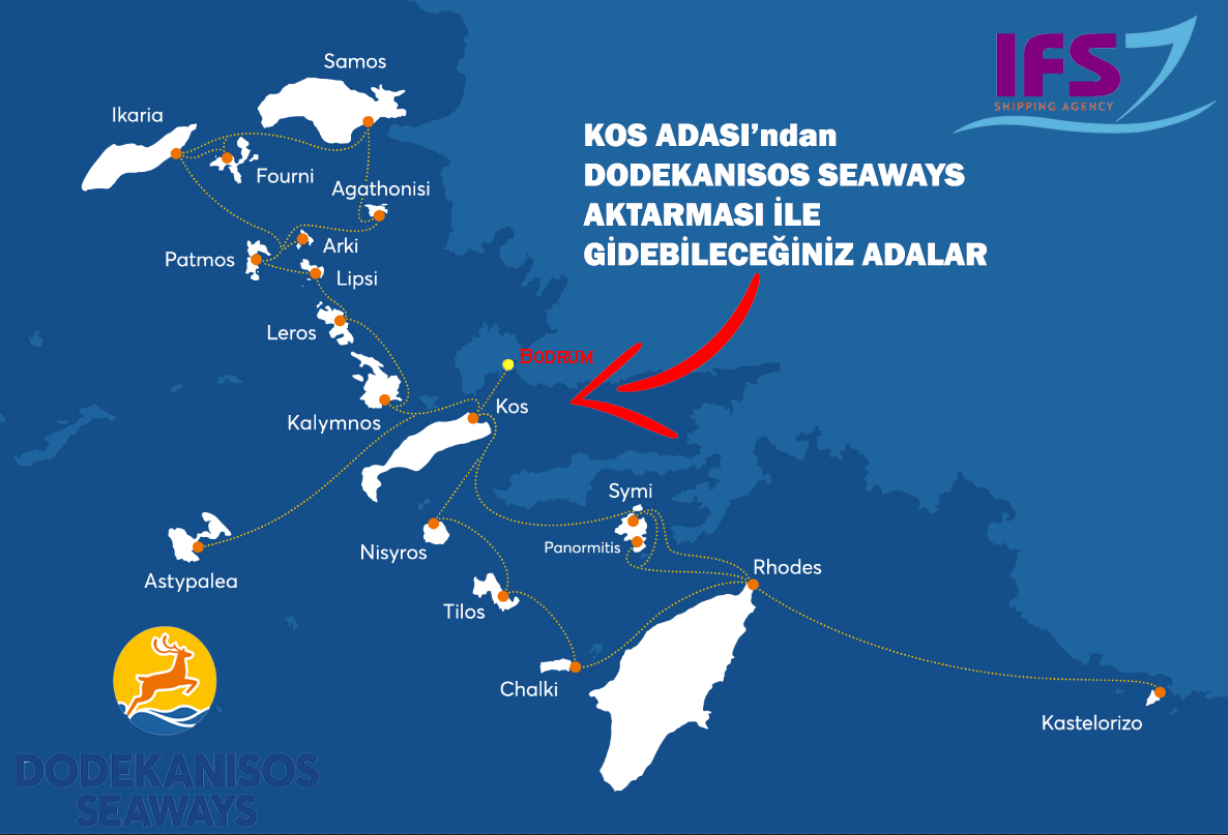 IFS
SHIPPING AGENCY
KOS ADASI’ndan
DODEKANISOS SEAWAYS
AKTARMASI İLE
GİDEBİLECEĞİNİZ ADALAR
Samos
Ikaria
Fourni
Agathonisi
Arki
Patmos
Lipsi
Leros
BODRUM
Kos
Kalymnos
Symi
Panormitis
Nisyros
Rhodes
Astypalea
Tilos
Chalki
Kastelorizo
DODEKANISOS
SEAWAYS